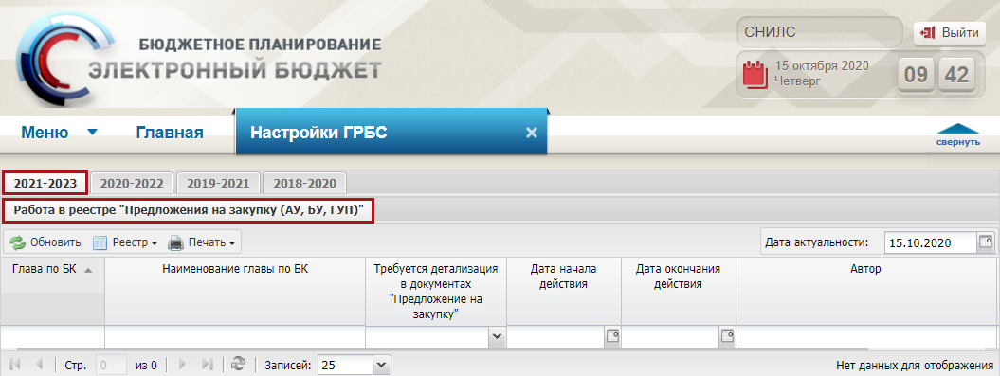 БЮДЖЕТНОЕ ПЛАНИРОВАНИЕ
ЭЛЕКТРОННЫЙ БЮДЖЕТ
СНИЛС
Выйти
15 октября 2020
Четверг
09 42
Меню
Главная
Настройки ГРБС
свернуть
2021-2023 2020-2022 2019-2021 2018-2020
Работа в реестре "Предложения на закупку (АУ, БУ, ГУП)"
Обновить Реестр Печать
Дата актуальности: 15.10.2020
Глава по БК
Наименование главы по БК
Требуется детализация
в документах
"Предложение на
закупку"
Дата начала
действия
Дата окончания
действия
Автор
Стр. 0 из 0 Записей: 25
Нет данных для отображения